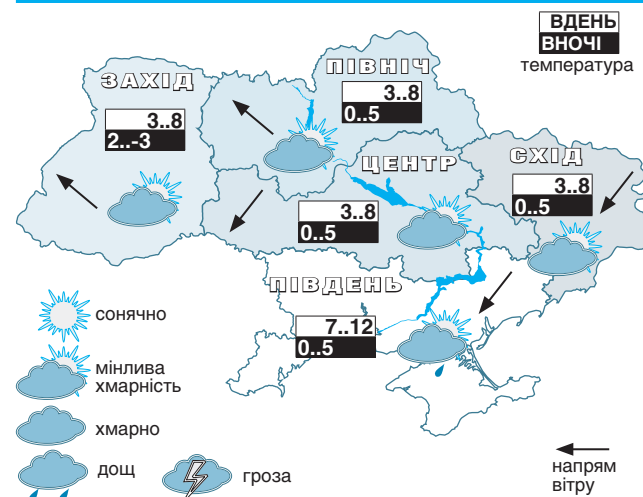 ВДЕНЬ
ВНОЧІ
температура
ПІВНІЧ
3..8
0..5
ЗАХІД
3..8
2..-3
ЦЕНТР
3..8
0..5
СХІД
3..8
0..5
ПІВДЕНЬ
7..12
0..5
сонячно
мінлива
хмарність
хмарно
дощ
гроза
напрям
вітру